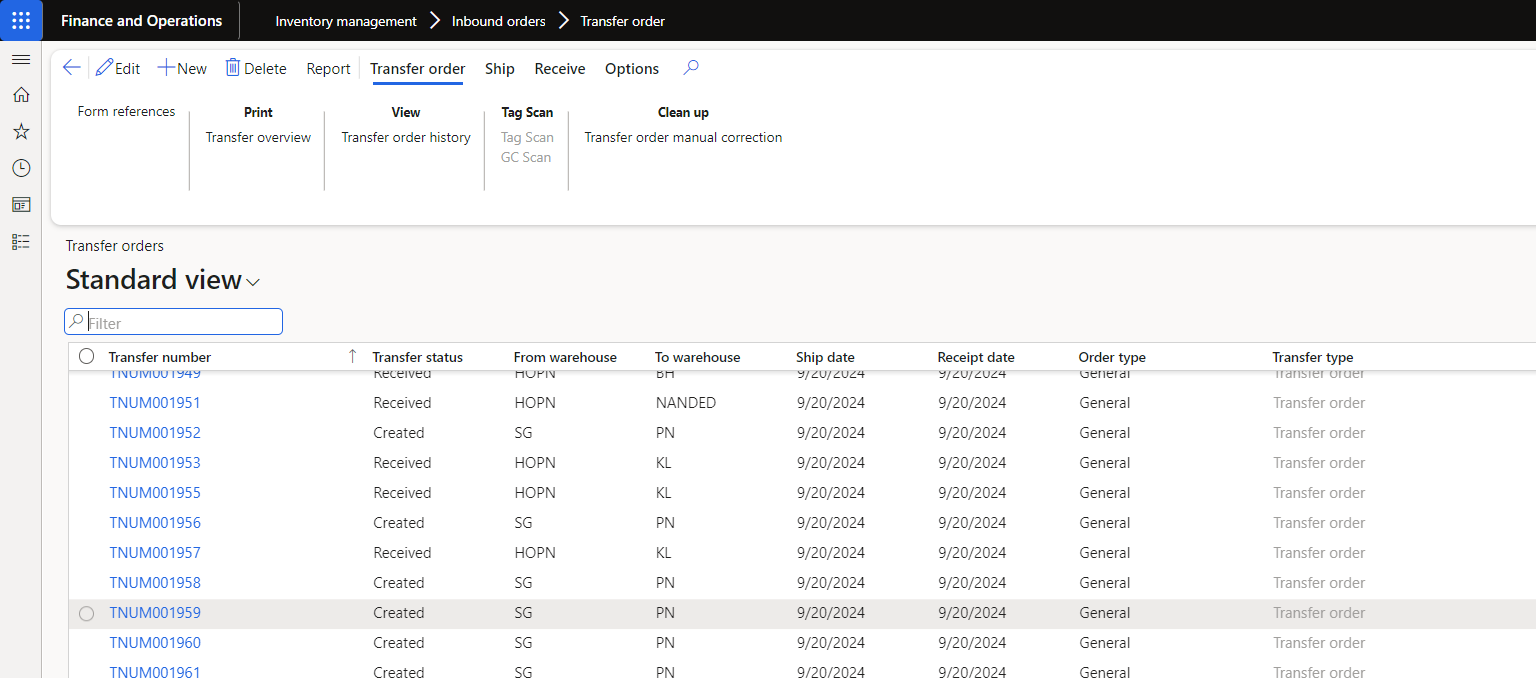 Finance and Operations Inventory management Inbound orders Transfer order
Edit New Delete Report Transfer order Ship Receive Options
Form references Print View Tag Scan Clean up
Transfer overview Transfer order history Tag Scan Transfer order manual correction
GC Scan
Transfer orders
Standard view
Filter
Transfer number Transfer status From warehouse To warehouse Ship date Receipt date Order type Transfer type
TNUM001949 Received HOPN BH 9/20/2024 9/20/2024 General Transfer order
TNUM001951 Received HOPN NANDED 9/20/2024 9/20/2024 General Transfer order
TNUM001952 Created SG PN 9/20/2024 9/20/2024 General Transfer order
TNUM001953 Received HOPN KL 9/20/2024 9/20/2024 General Transfer order
TNUM001955 Received HOPN KL 9/20/2024 9/20/2024 General Transfer order
TNUM001956 Created SG PN 9/20/2024 9/20/2024 General Transfer order
TNUM001957 Received HOPN KL 9/20/2024 9/20/2024 General Transfer order
TNUM001958 Created SG PN 9/20/2024 9/20/2024 General Transfer order
TNUM001959 Created SG PN 9/20/2024 9/20/2024 General Transfer order
TNUM001960 Created SG PN 9/20/2024 9/20/2024 General Transfer order
TNUM001961 Created SG PN 9/20/2024 9/20/2024 General Transfer order